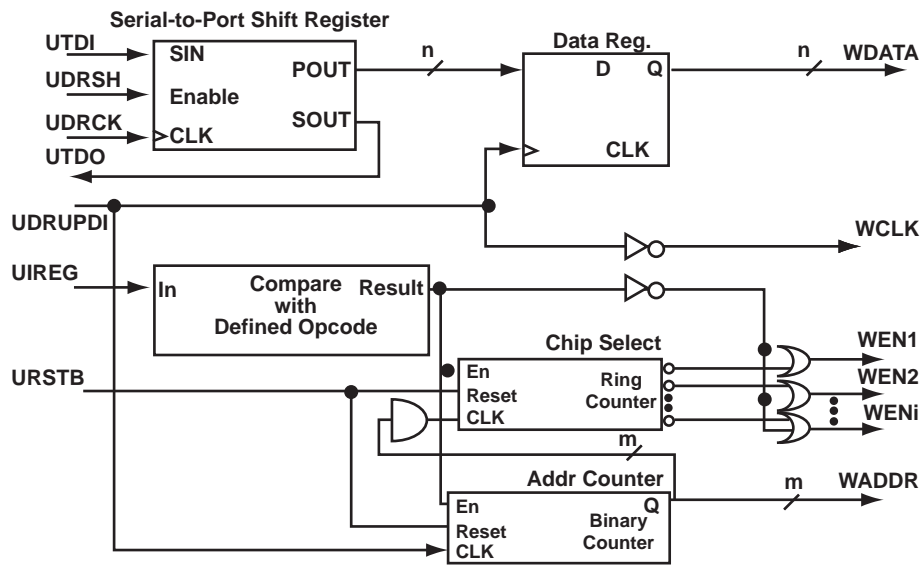 Serial-to-Port Shift Register
UTDI
UDRSH
UDRCK
UTDO
SIN
Enable
CLK
POUT
SOUT
n
Data Reg.
D Q
CLK
n
WDATA
UDRUPDI
WCLK
UIREG
In
Compare
with
Defined Opcode
Result
Chip Select
En
Reset
CLK
Ring
Counter
WEN1
WEN2
WENi
URSTB
m
Addr Counter
En
Reset
CLK
Q
Binary
Counter
m
WADDR